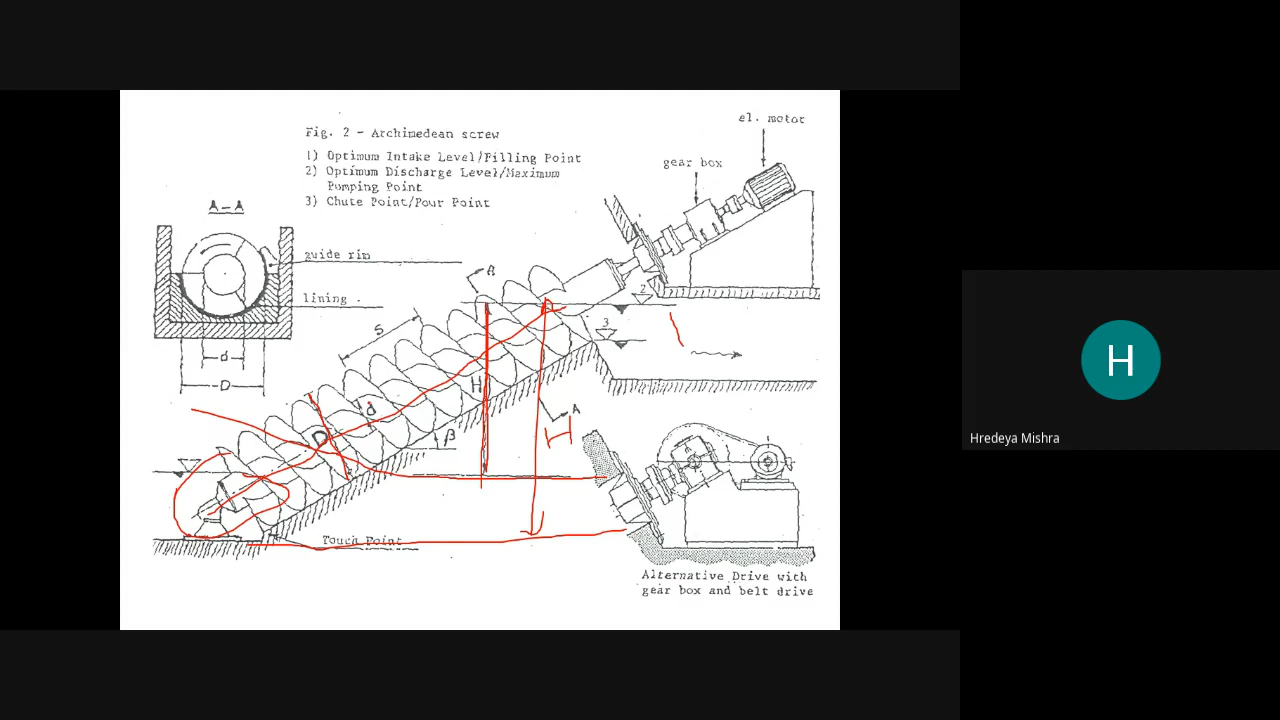 Fig. 2 - Archimedean screw
1) Optimum Intake Level/Filling Point
2) Optimum Discharge Level/Maximum
Pumping Point
3) Chute Point/Pour Point
el. motor
gear box
A-A
guide rim
lining
d
D
S
A
2
3
H
d
D
β
A
H
Touch Point
Alternative Drive with
gear box and belt drive
H
Hredeya Mishra